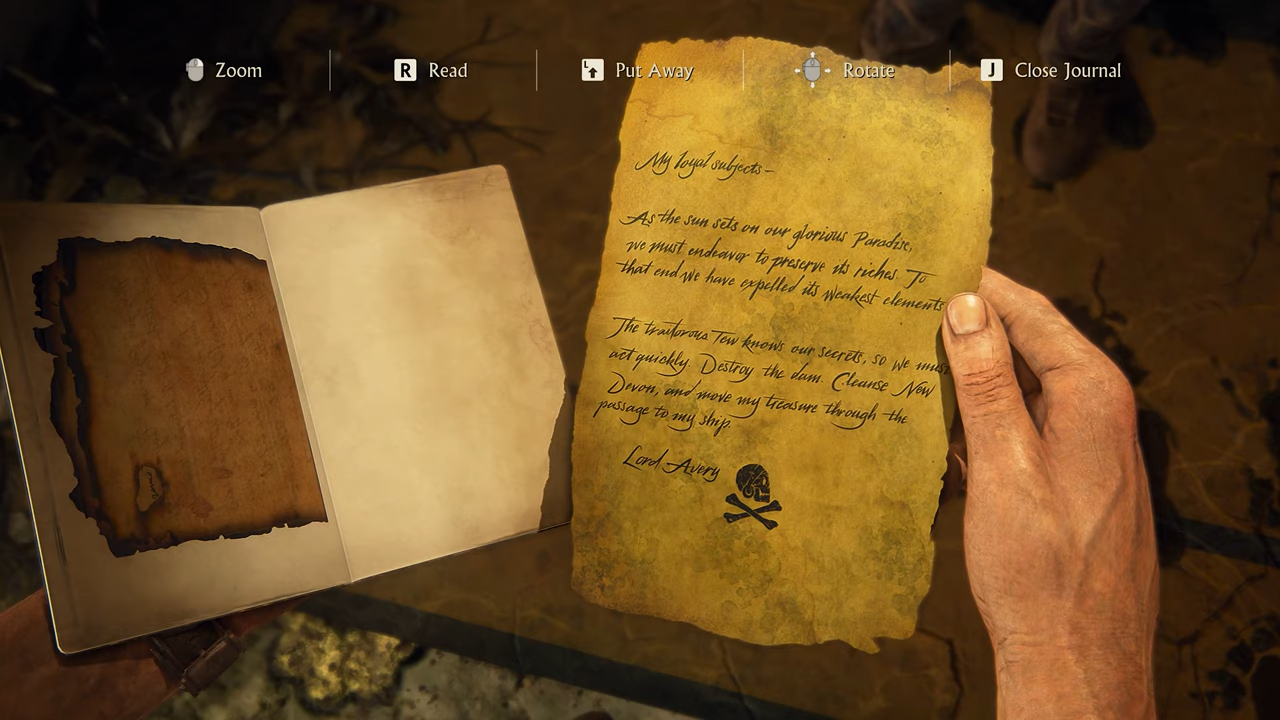 Zoom
R Read
Put Away
Rotate
J Close Journal
My loyal subjects—
As the sun sets on our glorious Paradise,
we must endeavor to preserve its riches. To
that end we have expelled its weakest elements
The traitorous Tew knows our secrets, so we must
act quickly. Destroy the dam. Cleanse New
Devon, and move my treasure through the
passage to my ship.
Lord Avery